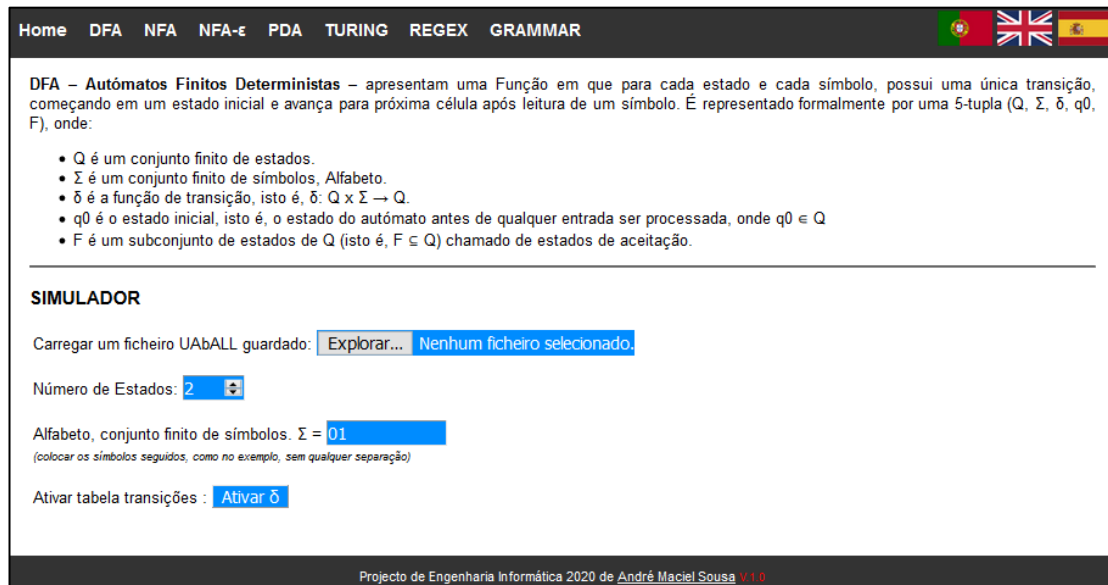 Home DFA NFA NFA-ε PDA TURING REGEX GRAMMAR
DFA – Autómatos Finitos Deterministas – apresentam uma Função em que para cada estado e cada símbolo, possui uma única transição,
começando em um estado inicial e avança para próxima célula após leitura de um símbolo. É representado formalmente por uma 5-tupla (Q, Σ, δ, q0,
F), onde:
• Q é um conjunto finito de estados.
• Σ é um conjunto finito de símbolos, Alfabeto.
• δ é a função de transição, isto é, δ: Q x Σ → Q.
• q0 é o estado inicial, isto é, o estado do autómato antes de qualquer entrada ser processada, onde q0 ∈ Q
• F é um subconjunto de estados de Q (isto é, F ⊆ Q) chamado de estados de aceitação.
SIMULADOR
Carregar um ficheiro UAbALL guardado: Explorar... Nenhum ficheiro selecionado.
Número de Estados: 2
Alfabeto, conjunto finito de símbolos. Σ = 01
(colocar os símbolos seguidos, como no exemplo, sem qualquer separação)
Ativar tabela transições : Ativar δ
Projecto de Engenharia Informática 2020 de André Maciel Sousa V.1.0